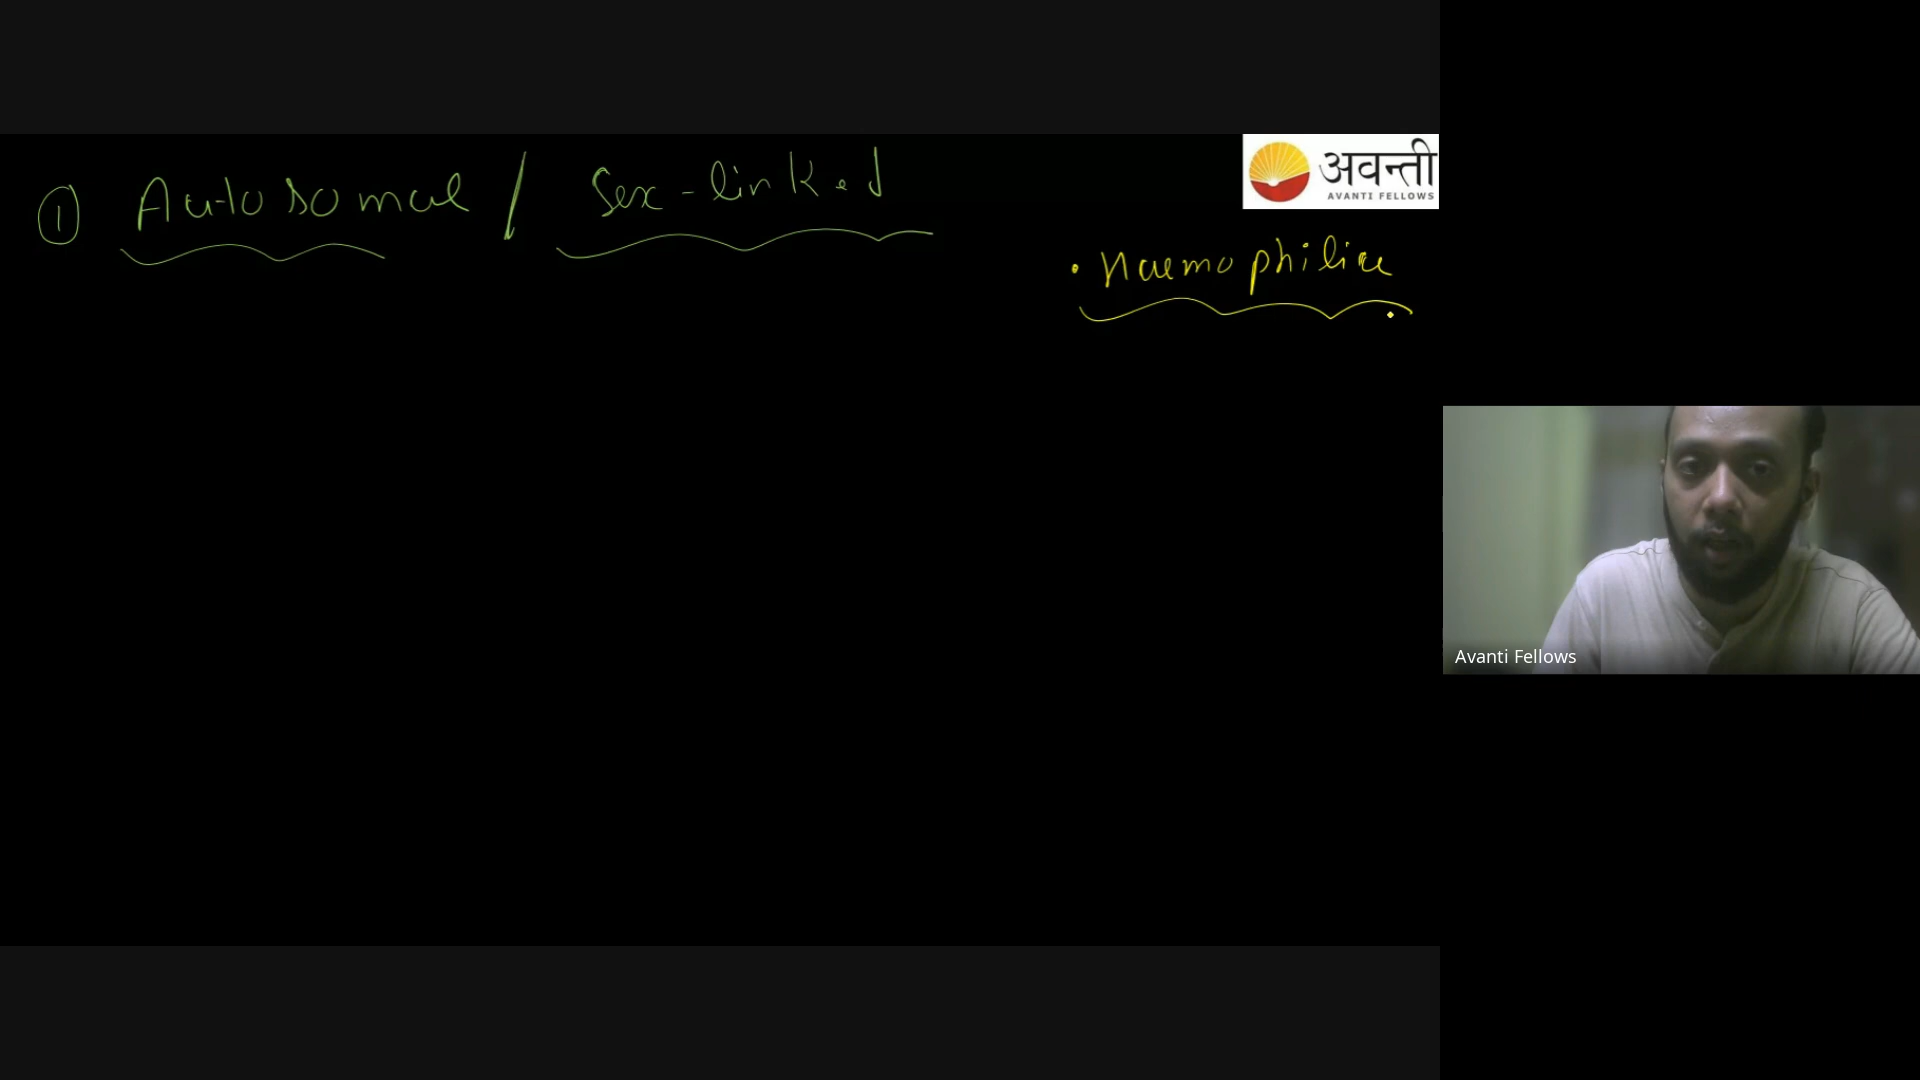 ① Autosomal / Sex-linked
अवन्ती
AVANTI FELLOWS
• Haemophilia
Avanti Fellows